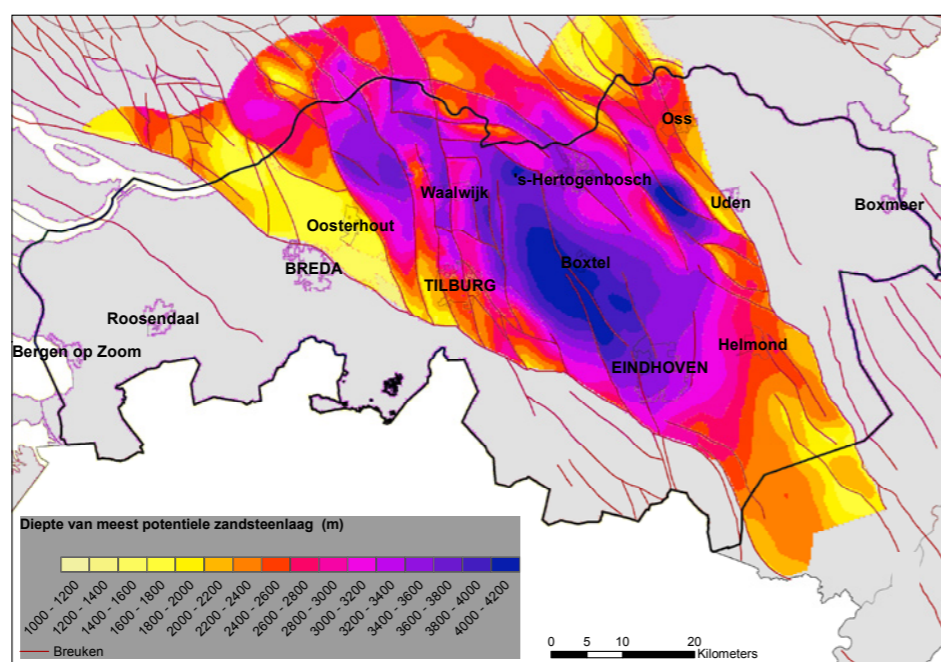 Oss
Waalwijk
's-Hertogenbosch
Uden
Boxmeer
Oosterhout
BREDA
Boxtel
TILBURG
Roosendaal
Bergen op Zoom
Helmond
EINDHOVEN
Diepte van meest potentiele zandsteenlaag (m)
1000 - 1200
1200 - 1400
1400 - 1600
1600 - 1800
1800 - 2000
2000 - 2200
2200 - 2400
2400 - 2600
2600 - 2800
2800 - 3000
3000 - 3200
3200 - 3400
3400 - 3600
3600 - 3800
3800 - 4000
4000 - 4200
Breuken
0 5 10 20
Kilometers